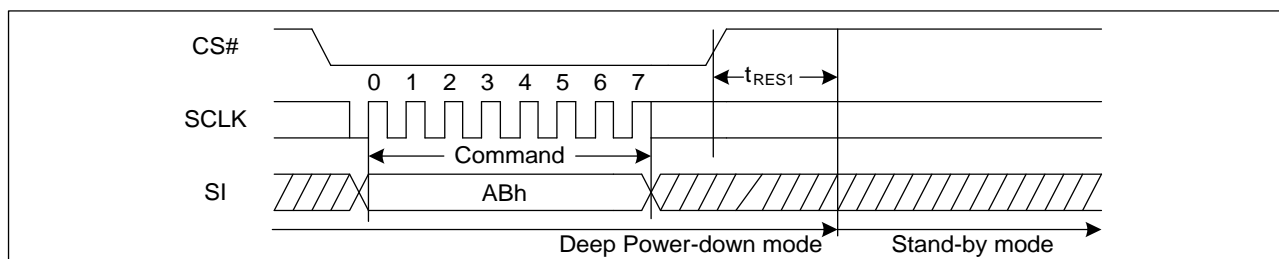 CS#
tRES1
0 1 2 3 4 5 6 7
SCLK
Command
SI
ABh
Deep Power-down mode Stand-by mode